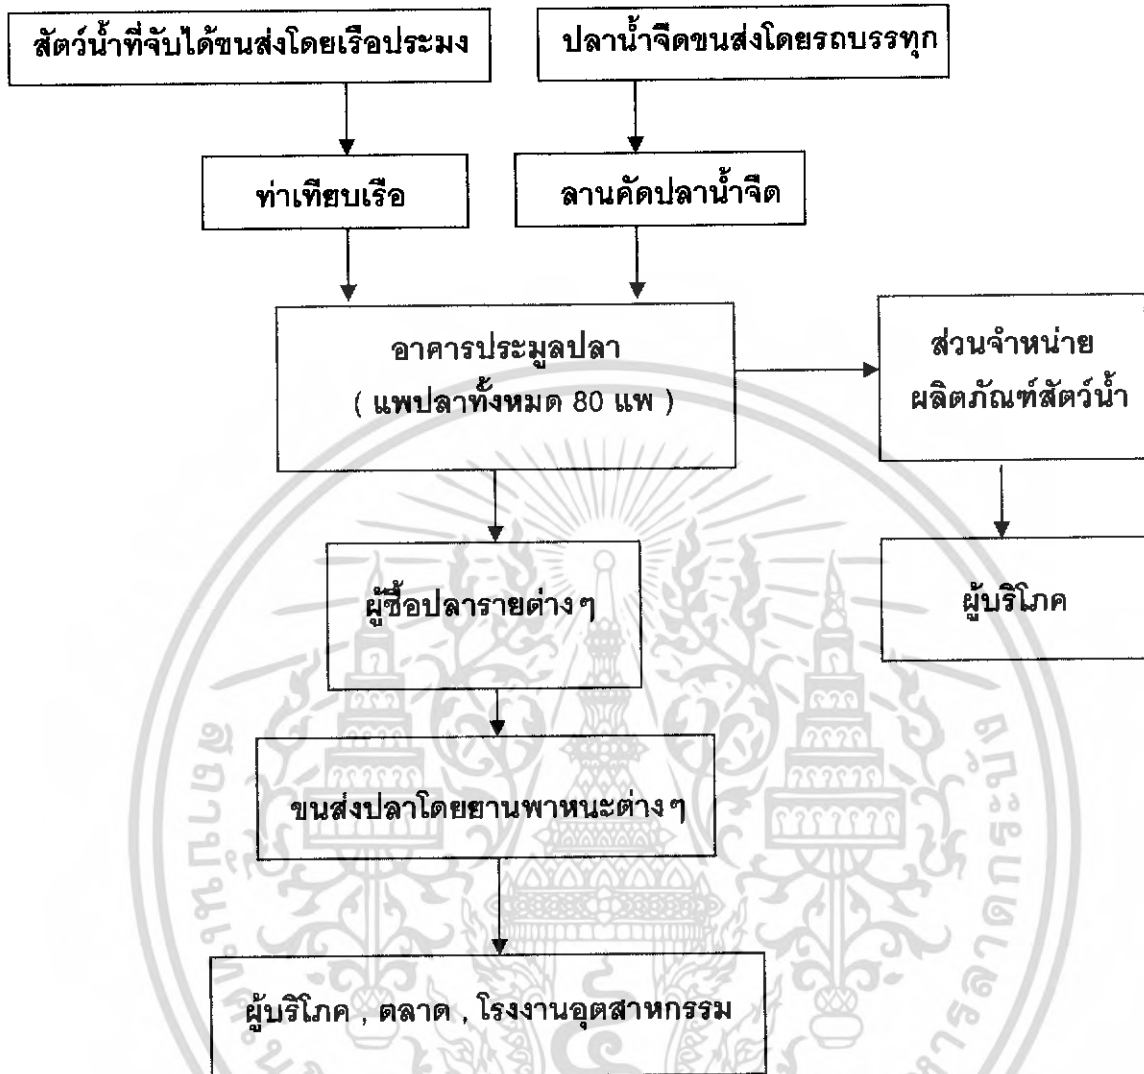 สัตว์น้ำที่จับได้ขนส่งโดยเรือประมง
ปลาน้ำจืดขนส่งโดยรถบรรทุก
ท่าเทียบเรือ
ลานคัดปลาน้ำจืด
อาคารประมูลปลา
( แพปลาทั้งหมด 80 แพ )
ส่วนจำหน่าย
ผลิตภัณฑ์สัตว์น้ำ
ผู้ซื้อปลารายต่างๆ
ผู้บริโภค
ขนส่งปลาโดยยานพาหนะต่างๆ
ผู้บริโภค , ตลาด , โรงงานอุตสาหกรรม